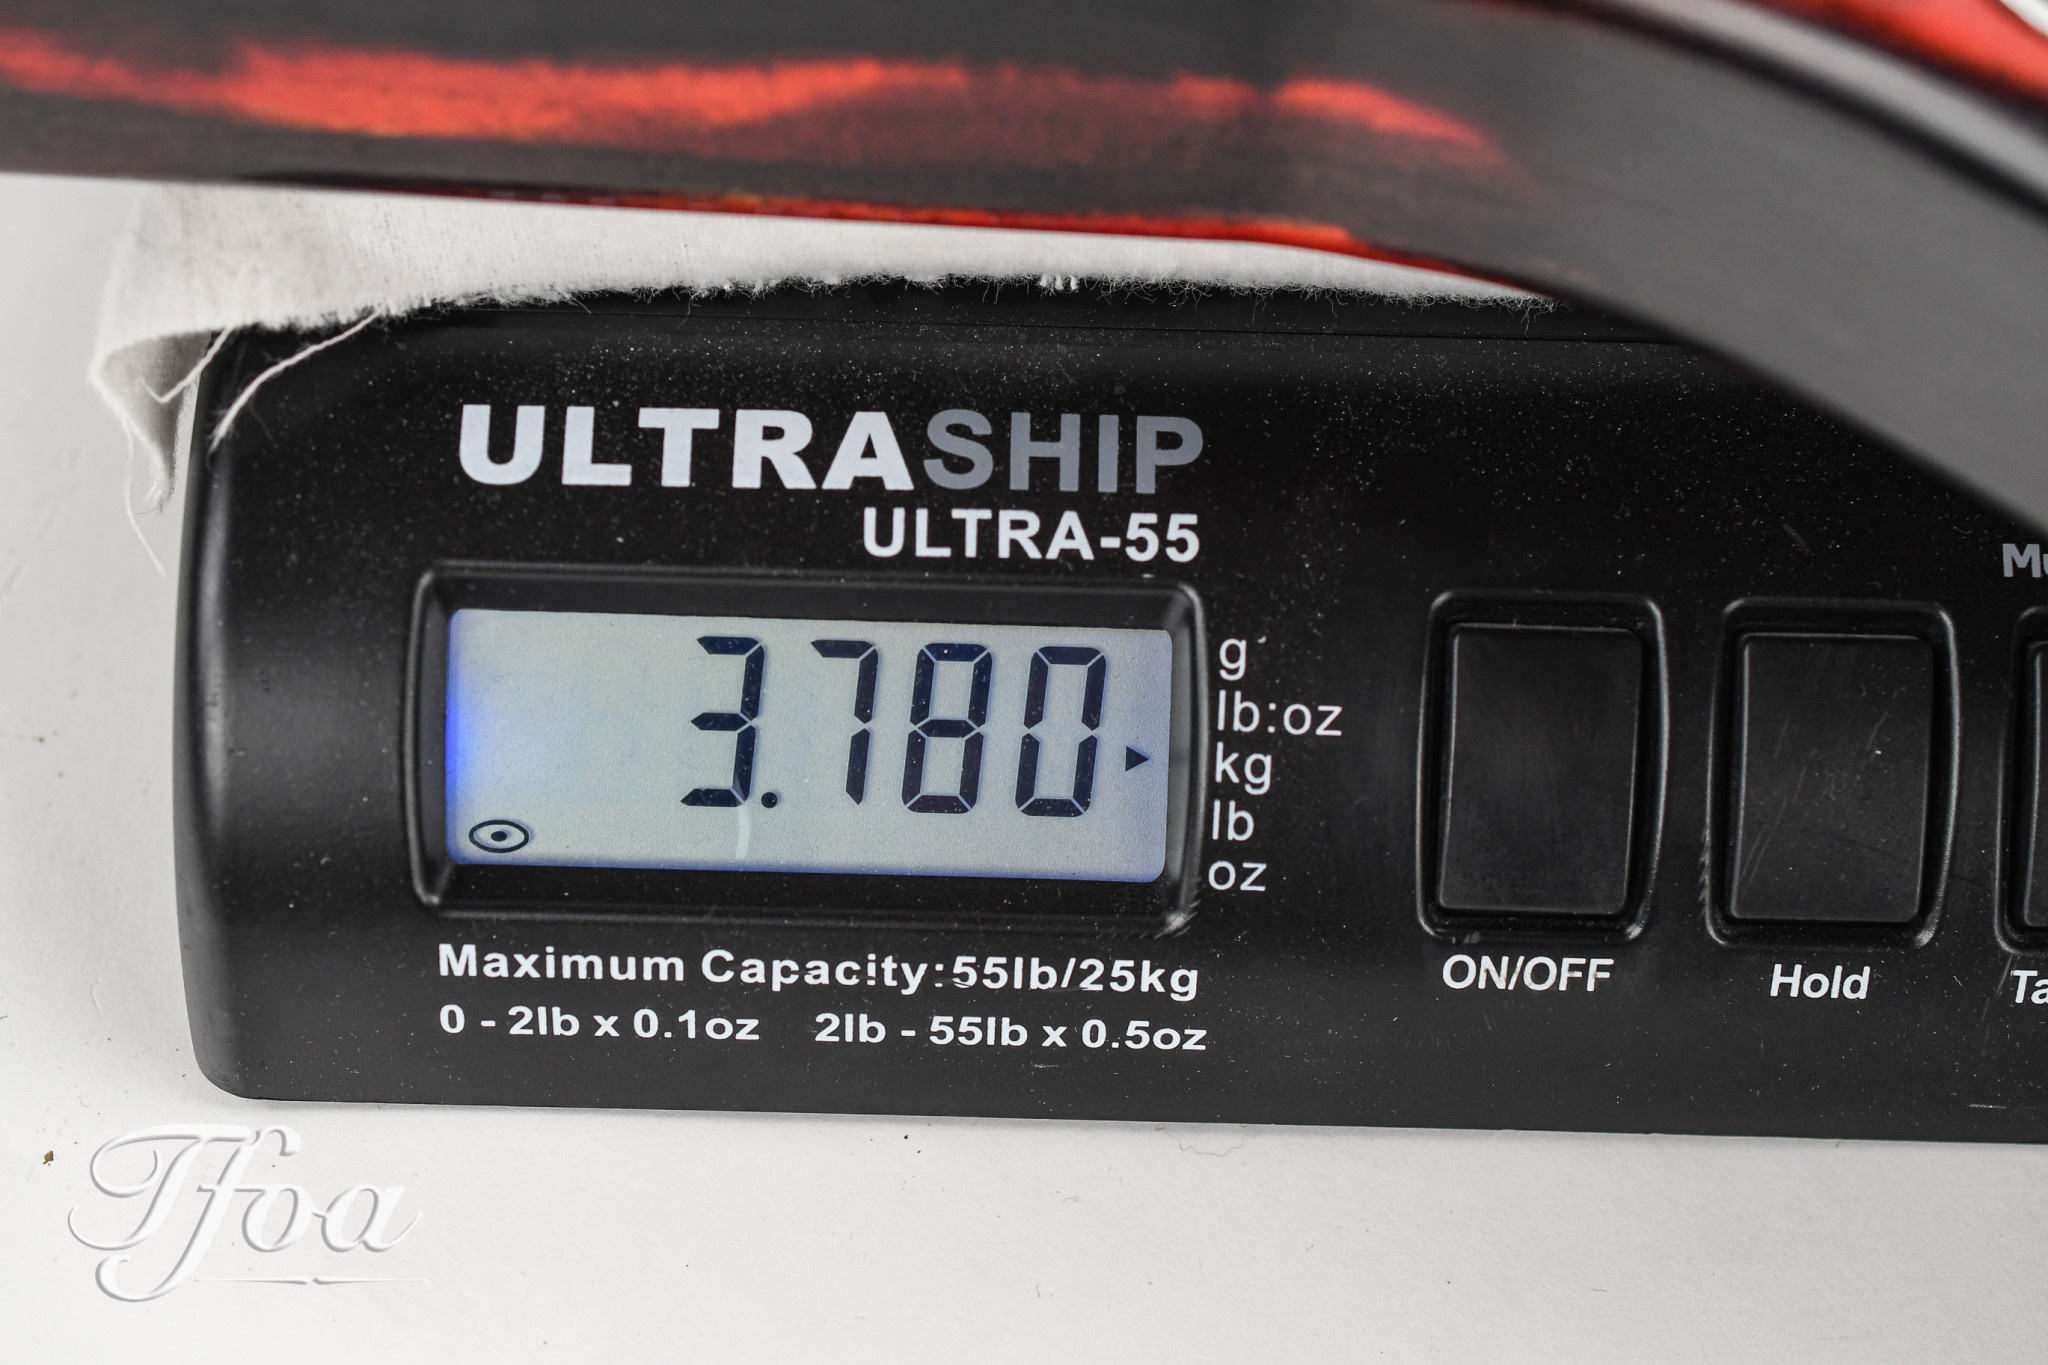 ULTRASHIP
ULTRA-55
3.780
g
lb:oz
kg
lb
oz
Maximum Capacity:55lb/25kg
0 - 2lb x 0.1oz 2lb - 55lb x 0.5oz
ON/OFF
Hold
Tfoa